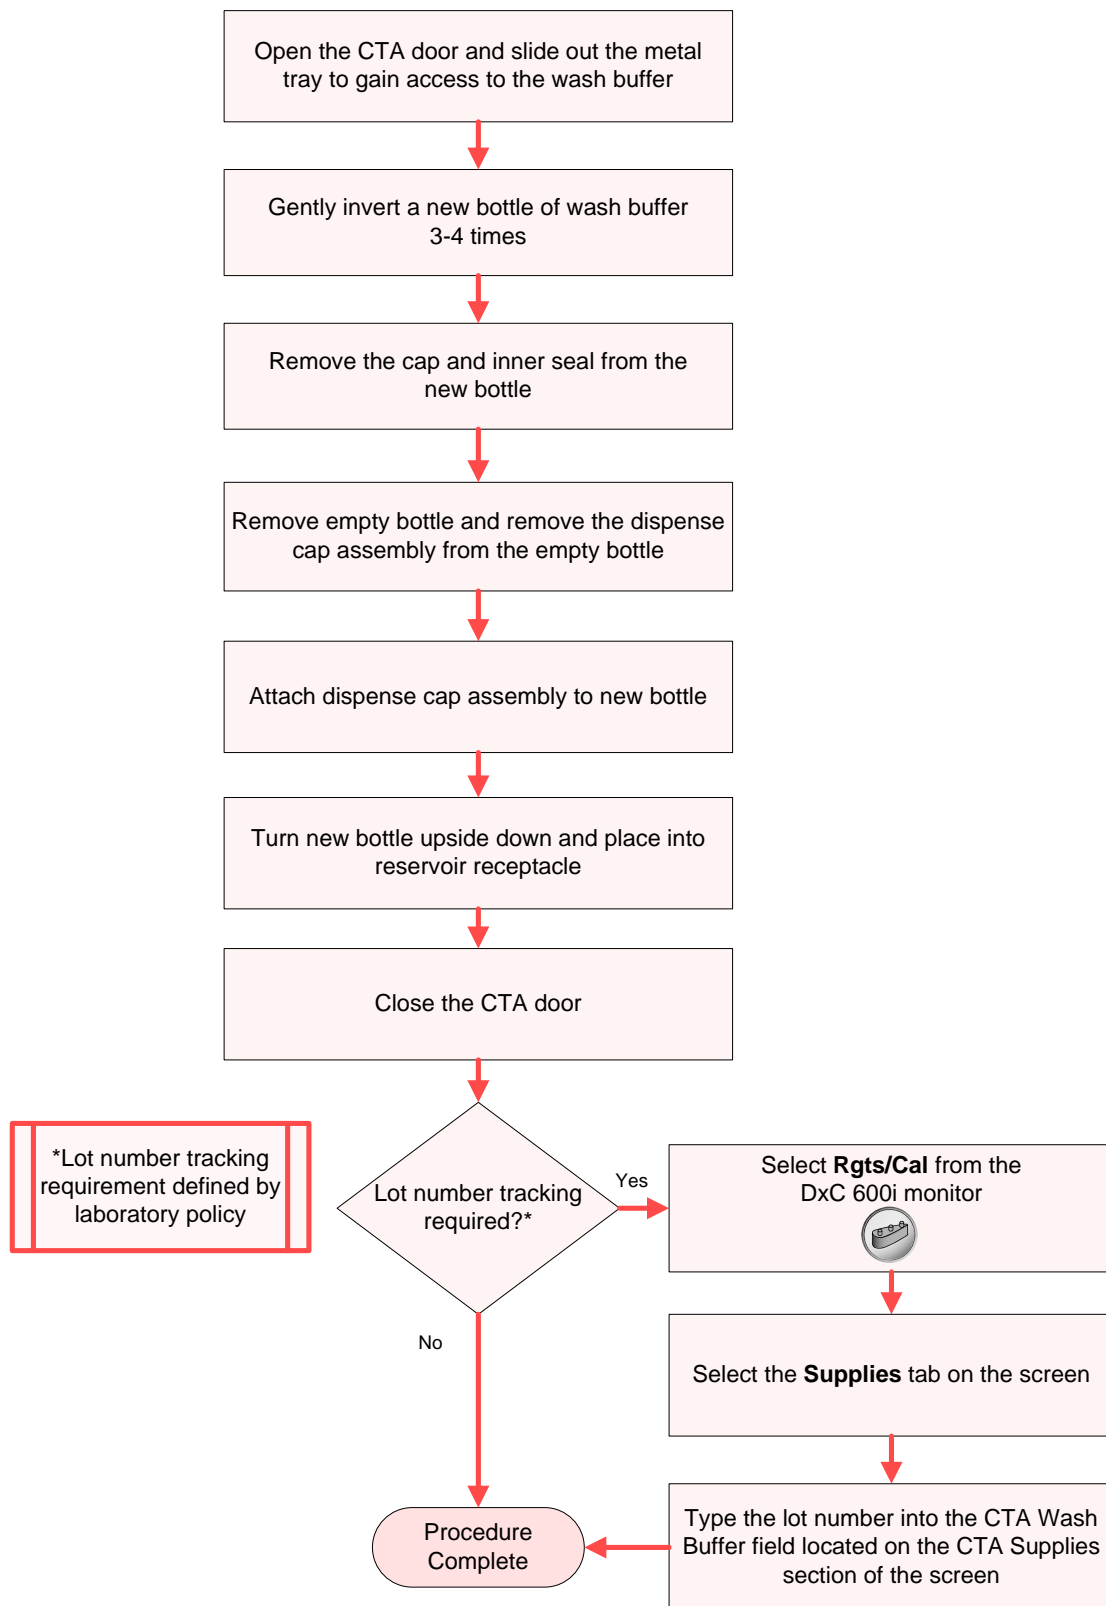 Open the CTA door and slide out the metal
tray to gain access to the wash buffer
Gently invert a new bottle of wash buffer
3-4 times
Remove the cap and inner seal from the
new bottle
Remove empty bottle and remove the dispense
cap assembly from the empty bottle
Attach dispense cap assembly to new bottle
Turn new bottle upside down and place into
reservoir receptacle
Close the CTA door
*Lot number tracking
requirement defined by
laboratory policy
Lot number tracking
required?*
Yes
Select Rgts/Cal from the
DxC 600i monitor
No
Select the Supplies tab on the screen
Type the lot number into the CTA Wash
Buffer field located on the CTA Supplies
section of the screen
Procedure
Complete